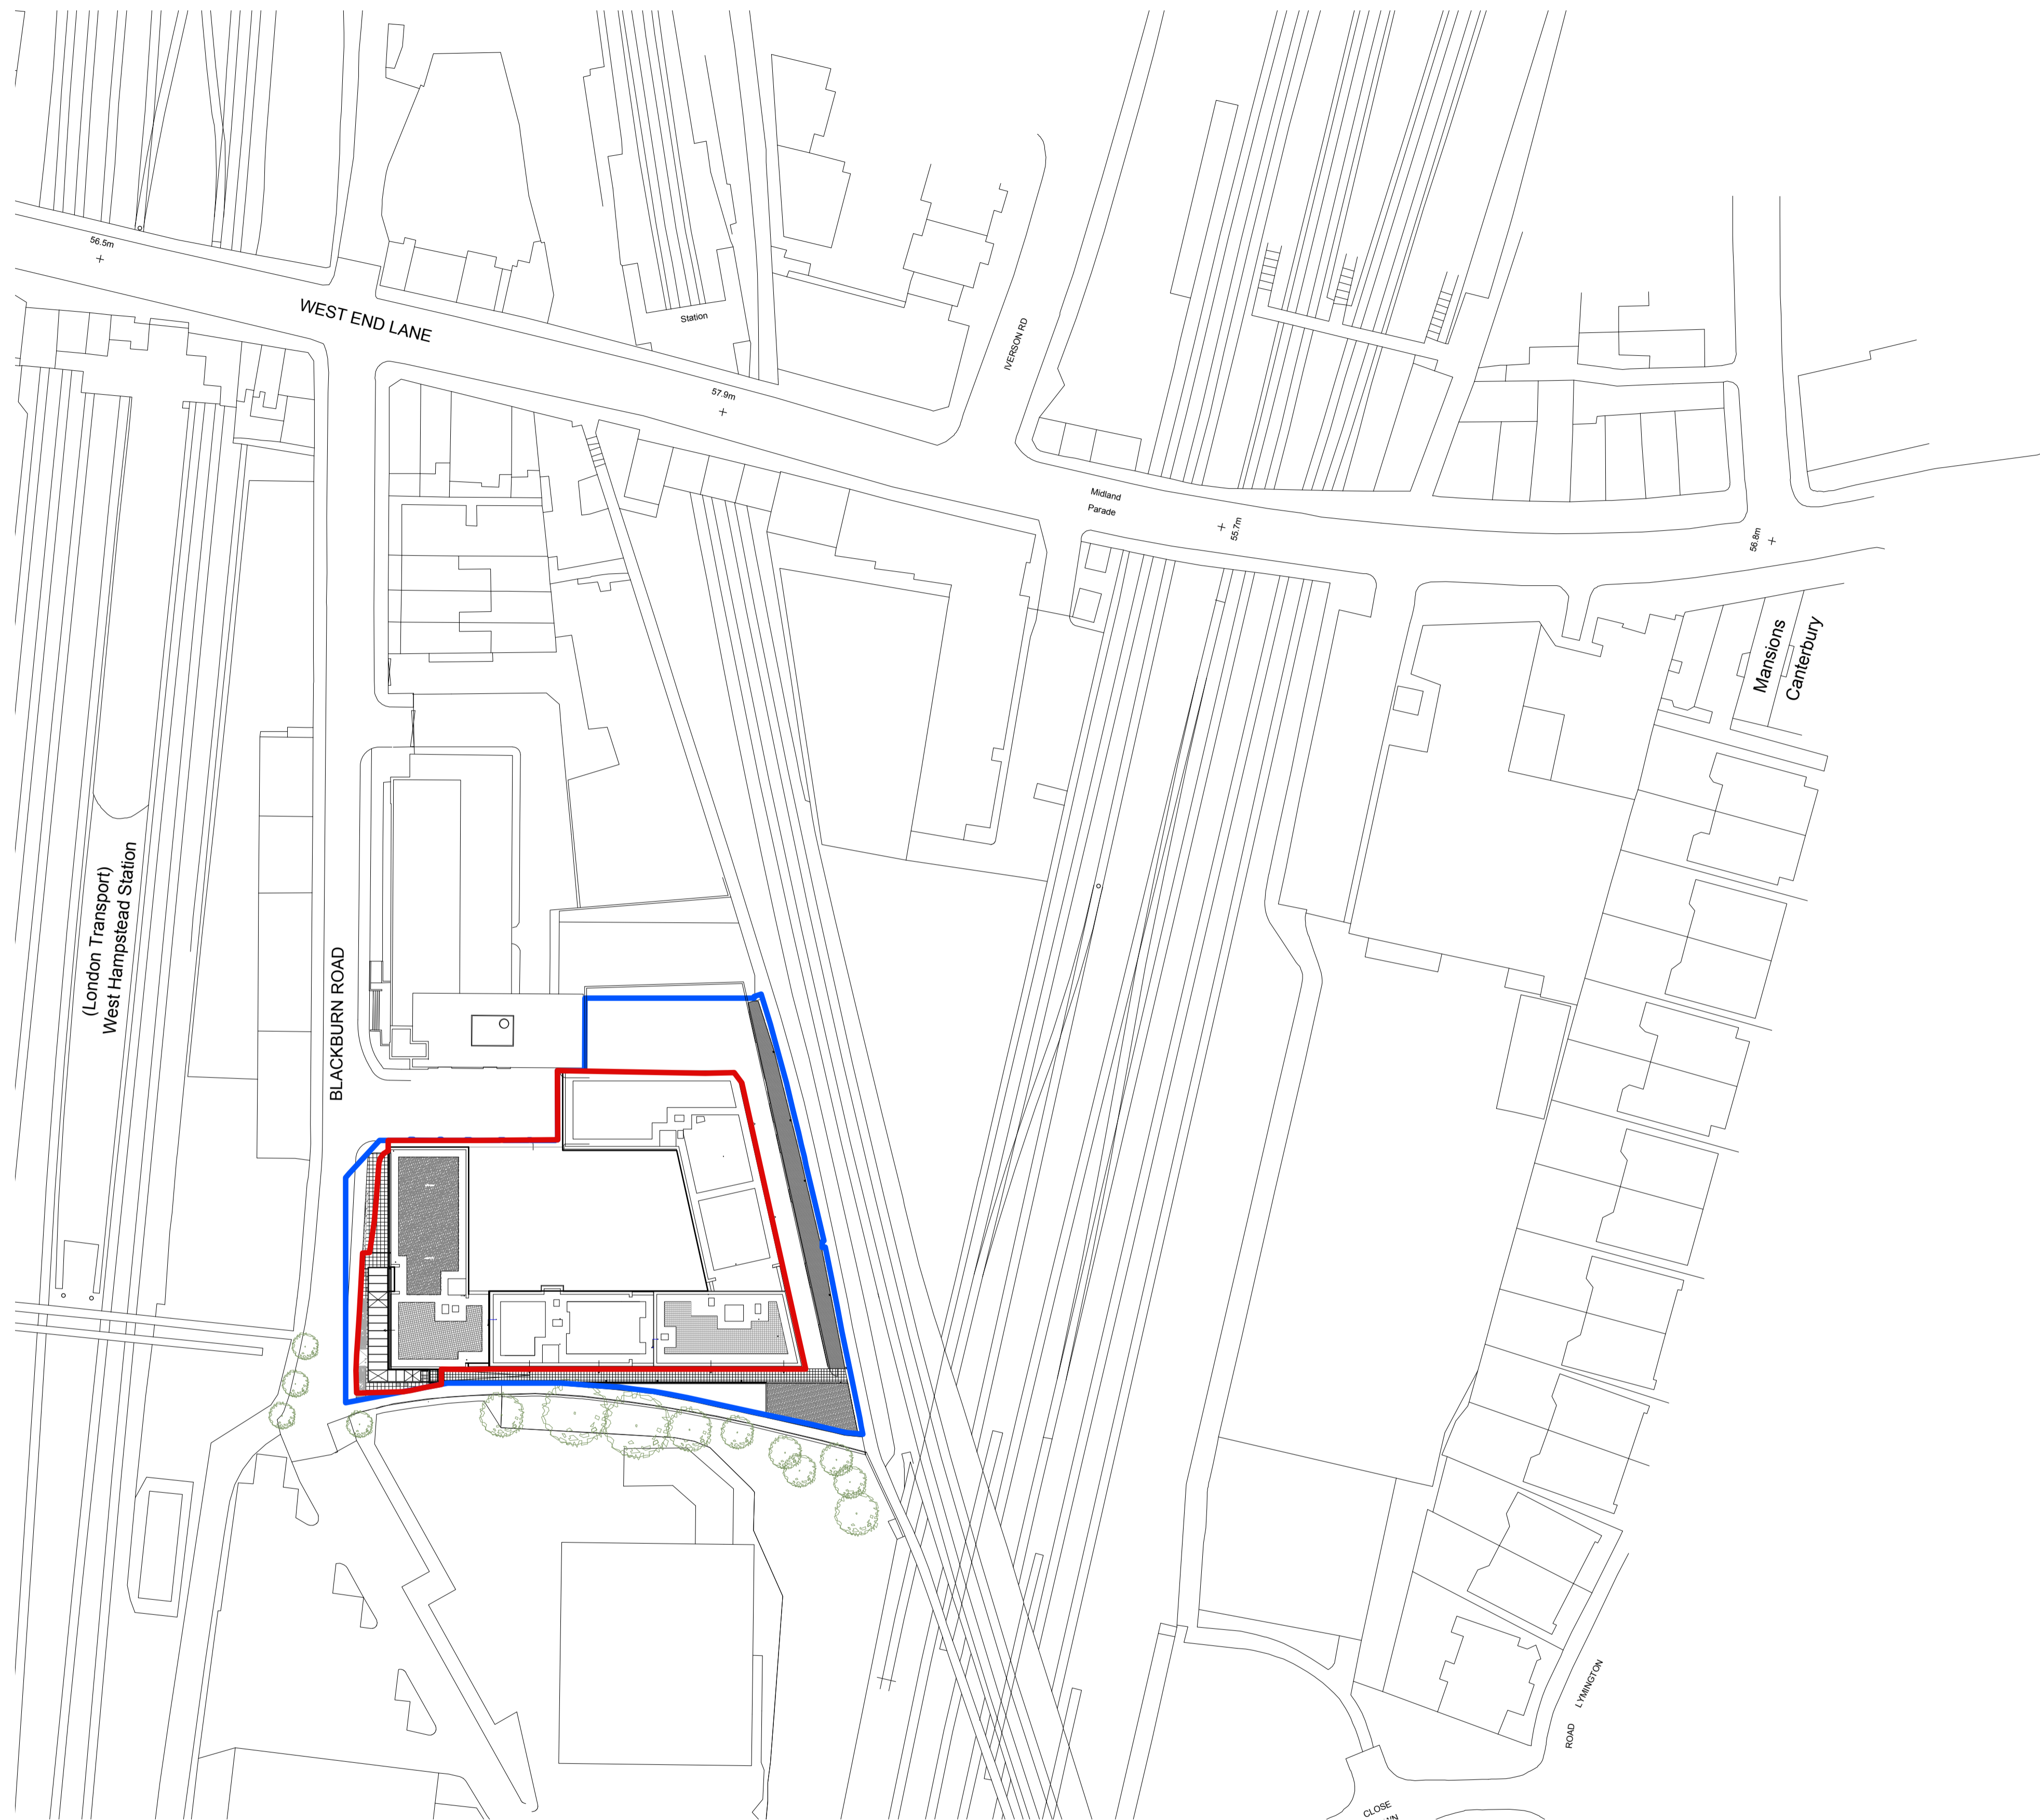 56.5m
WEST END LANE
Station
57.9m
IVERSON RD
Midland
Parade
55.7m
56.8m
Mansions
Canterbury
(London Transport)
West Hampstead Station
BLACKBURN ROAD
LYMINGTON
ROAD
CLOSE